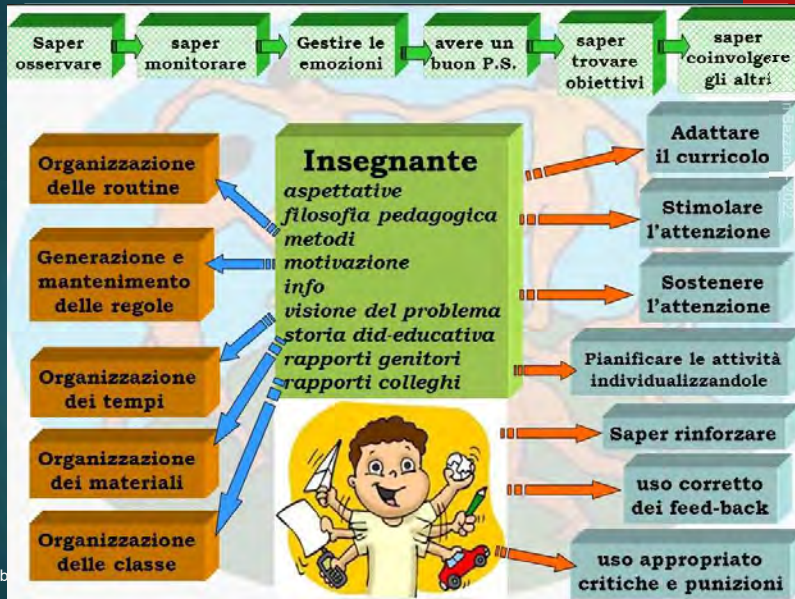 Saper
osservare
saper
monitorare
Gestire le
emozioni
avere un
buon P.S.
saper
trovare
obiettivi
saper
coinvolgere
gli altri
Organizzazione
delle routine
Generazione e
mantenimento
delle regole
Organizzazione
dei tempi
Organizzazione
dei materiali
Organizzazione
delle classe
Insegnante
aspettative
filosofia pedagogica
metodi
motivazione
info
visione del problema
storia did-educativa
rapporti genitori
rapporti colleghi
Adattare
il curricolo
Stimolare
l'attenzione
Sostenere
l'attenzione
Pianificare le attività
individualizzandole
Saper rinforzare
uso corretto
dei feed-back
uso appropriato
critiche e punizioni
2022